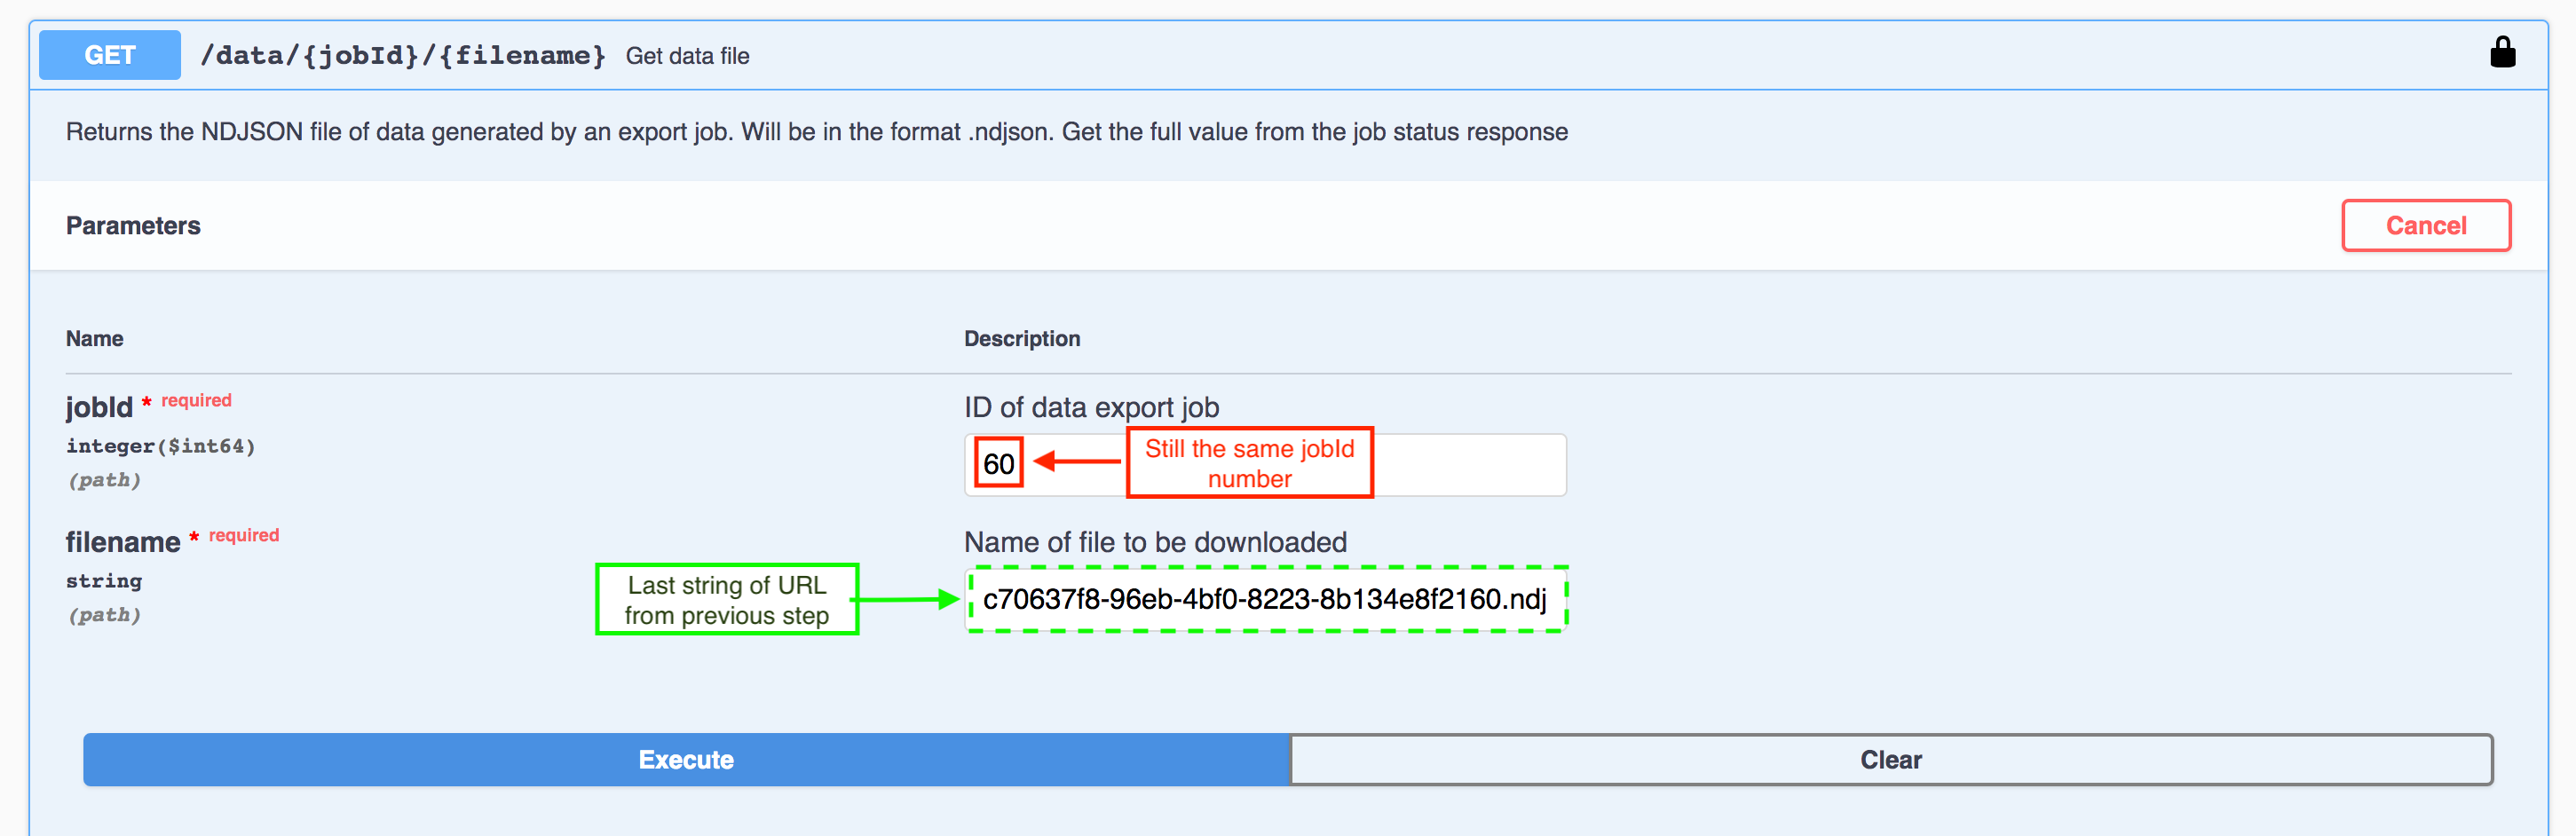 GET /data/{jobId}/{filename} Get data file
Returns the NDJSON file of data generated by an export job. Will be in the format .ndjson. Get the full value from the job status response
Parameters
Cancel
Name Description
jobId * required
integer($int64)
(path)
ID of data export job
60
Still the same jobId
number
filename * required
string
(path)
Name of file to be downloaded
Last string of URL
from previous step
c70637f8-96eb-4bf0-8223-8b134e8f2160.ndj
Execute
Clear